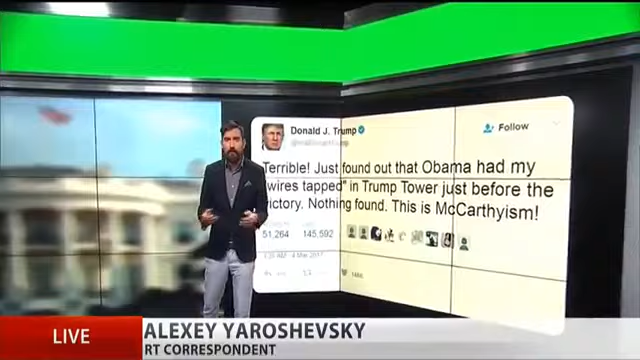 Donald J. Trump
Follow
Terrible! Just found out that Obama had my
"wires tapped" in Trump Tower just before the
victory. Nothing found. This is McCarthyism!
51,264 145,592
4 Mar 2017
LIVE
ALEXEY YAROSHEVSKY
RT CORRESPONDENT